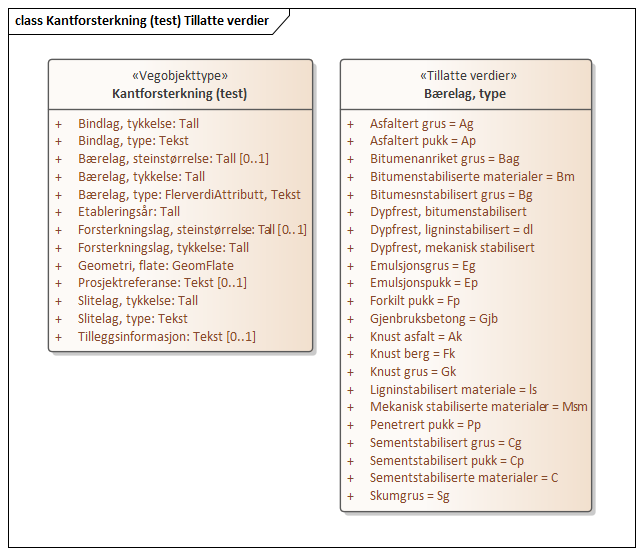 class Kantforsterkning (test) Tillatte verdier
«Vegobjekttype»
Kantforsterkning (test)
+ Bindlag, tykkelse: Tall
+ Bindlag, type: Tekst
+ Bærelag, steinstørrelse: Tall [0..1]
+ Bærelag, tykkelse: Tall
+ Bærelag, type: FlerverdiAttributt, Tekst
+ Etableringsår: Tall
+ Forsterkningslag, steinstørrelse: Tall [0..1]
+ Forsterkningslag, tykkelse: Tall
+ Geometri, flate: GeomFlate
+ Prosjektreferanse: Tekst [0..1]
+ Slitelag, tykkelse: Tall
+ Slitelag, type: Tekst
+ Tilleggsinformasjon: Tekst [0..1]
«Tillatte verdier»
Bærelag, type
+ Asfaltert grus = Ag
+ Asfaltert pukk = Ap
+ Bitumenanriket grus = Bag
+ Bitumenstabiliserte materialer = Bm
+ Bitumesnstabilisert grus = Bg
+ Dypfrest, bitumenstabilisert
+ Dypfrest, ligninstabilisert = dl
+ Dypfrest, mekanisk stabilisert
+ Emulsjonsgrus = Eg
+ Emulsjonspukk = Ep
+ Forkilt pukk = Fp
+ Gjenbruksbetong = Gjb
+ Knust asfalt = Ak
+ Knust berg = Fk
+ Knust grus = Gk
+ Ligninstabilisert materiale = ls
+ Mekanisk stabiliserte materialer = Msm
+ Penetrert pukk = Pp
+ Sementstabilisert grus = Cg
+ Sementstabilisert pukk = Cp
+ Sementstabiliserte materialer = C
+ Skumgrus = Sg